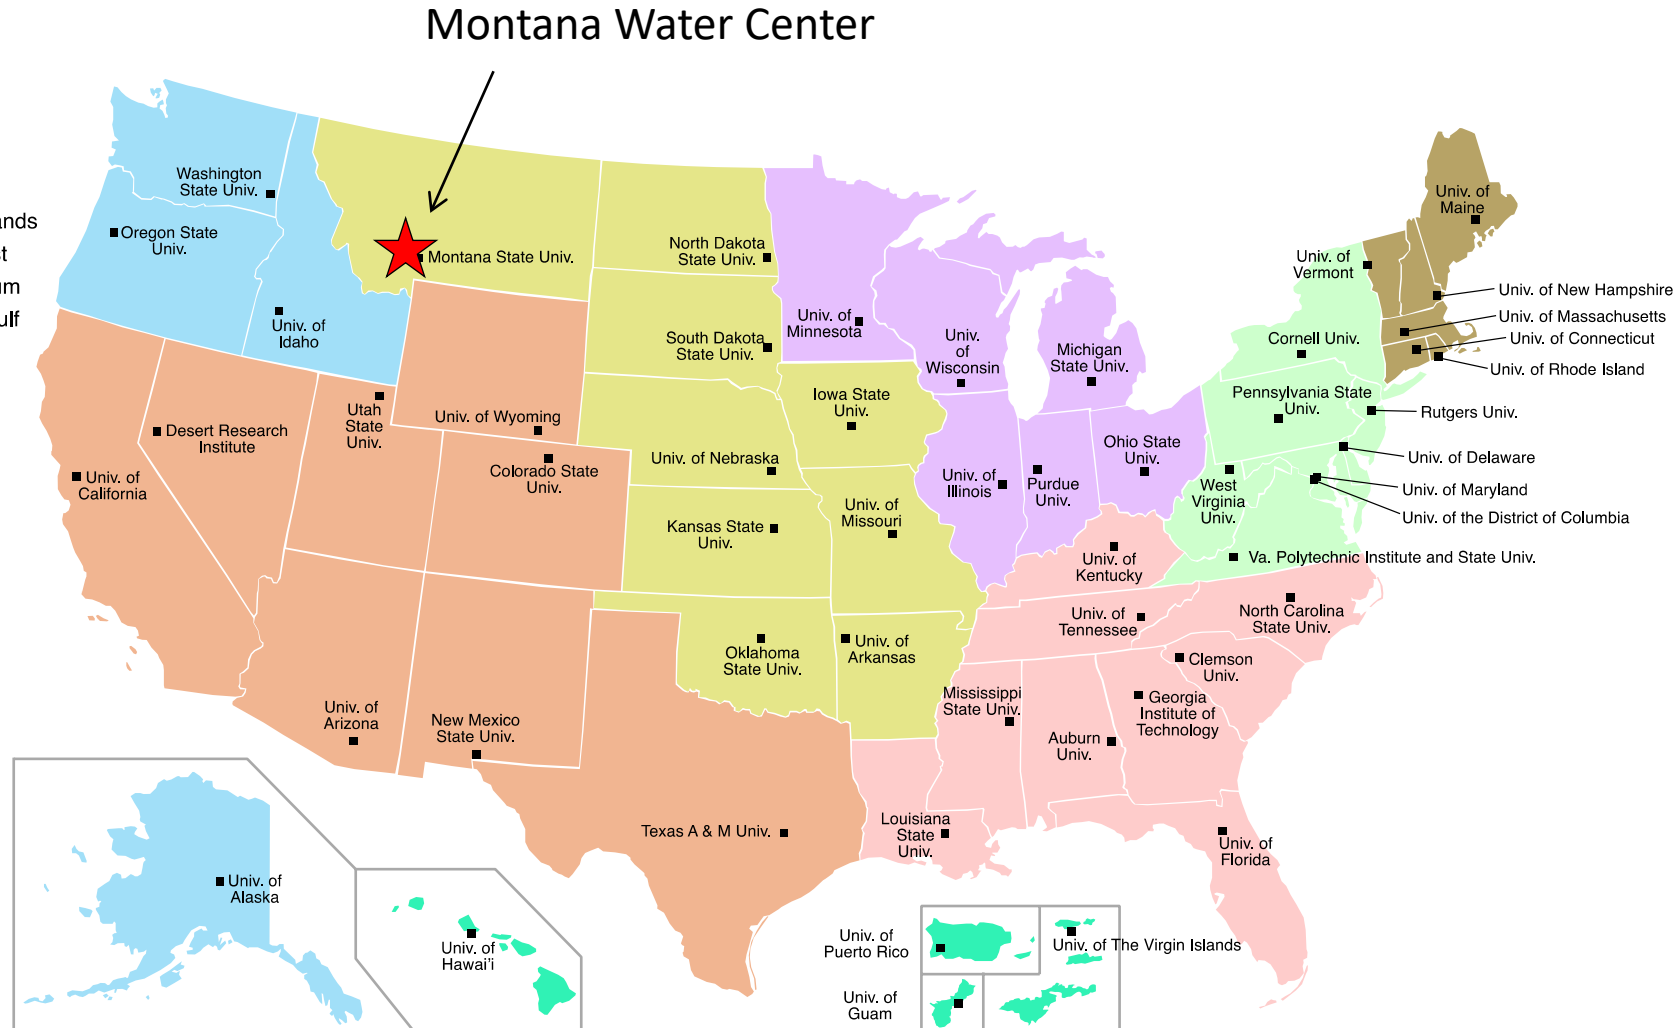 Montana Water Center
Washington
State Univ.
Oregon State
Univ.
Univ. of
Idaho
Montana State Univ.
North Dakota
State Univ.
South Dakota
State Univ.
Univ. of
Minnesota
Univ.
of
Wisconsin
Michigan
State Univ.
Iowa State
Univ.
Univ. of Nebraska
Univ. of
Illinois
Purdue
Univ.
Ohio State
Univ.
Univ. of
Maine
Univ. of
Vermont
Univ. of New Hampshire
Univ. of Massachusetts
Univ. of Connecticut
Univ. of Rhode Island
Cornell Univ.
Pennsylvania State
Univ.
Rutgers Univ.
Univ. of Delaware
Univ. of Maryland
Univ. of the District of Columbia
West
Virginia
Univ.
Va. Polytechnic Institute and State Univ.
Utah
State
Univ.
Univ. of Wyoming
Colorado State
Univ.
Desert Research
Institute
Univ. of
California
Kansas State
Univ.
Univ. of
Missouri
Univ. of
Kentucky
Univ. of
Tennessee
North Carolina
State Univ.
Clemson
Univ.
Georgia
Institute of
Technology
Oklahoma
State Univ.
Univ. of
Arkansas
Mississippi
State Univ.
Auburn
Univ.
Univ. of
Arizona
New Mexico
State Univ.
Texas A & M Univ.
Louisiana
State
Univ.
Univ. of
Florida
Univ. of
Alaska
Univ. of
Hawai'i
Univ. of
Puerto Rico
Univ. of The Virgin Islands
Univ. of
Guam